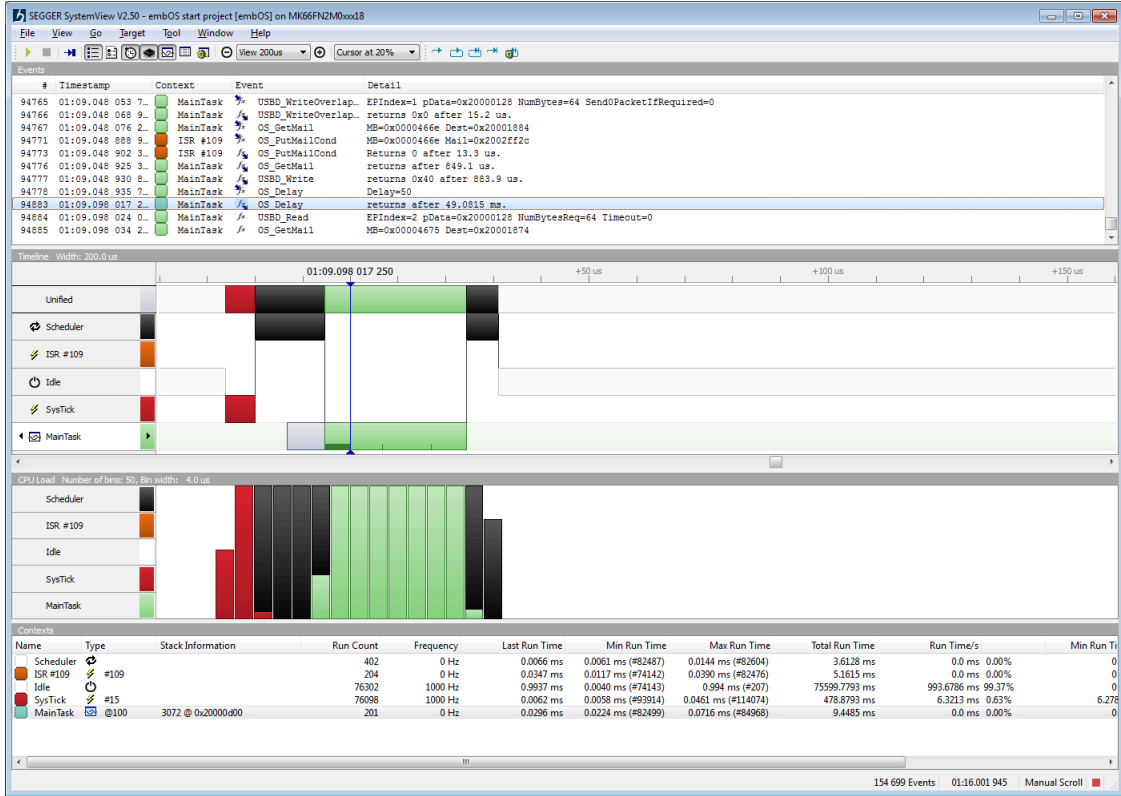 SEGGER SystemView V2.50 - embOS start project [embOS] on MK66FN2M0xxx18
File View Go Target Tool Window Help
View 200us Cursor at 20%
Events
# Timestamp Context Event Detail
94765 01:09.048 053 7... MainTask USBD_WriteOverlap... EPIndex=1 pData=0x20000128 NumBytes=64 Send0PacketIfRequired=0
94766 01:09.048 068 9... MainTask USBD_WriteOverlap... returns 0x0 after 15.2 us.
94767 01:09.048 076 2... MainTask OS_GetMail MB=0x0000466e Dest=0x20001884
94771 01:09.048 888 9... ISR #109 OS_PutMailCond MB=0x0000466e Mail=0x2002ff2c
94773 01:09.048 902 3... ISR #109 OS_PutMailCond Returns 0 after 13.3 us.
94776 01:09.048 925 3... MainTask OS_GetMail returns after 849.1 us.
94777 01:09.048 930 8... MainTask USBD_Write returns 0x40 after 883.9 us.
94778 01:09.048 935 7... MainTask OS_Delay Delay=50
94883 01:09.098 017 2... MainTask OS_Delay returns after 49.0815 ms.
94884 01:09.098 024 0... MainTask USBD_Read EPIndex=2 pData=0x20000128 NumBytesReq=64 Timeout=0
94885 01:09.098 034 2... MainTask OS_GetMail MB=0x00004675 Dest=0x20001874
Timeline Width: 200.0 us
01:09.098 017 250 +50 us +100 us +150 us
Unified
Scheduler
ISR #109
Idle
SysTick
MainTask
CPU Load Number of bins: 50, Bin width: 4.0 us
Scheduler
ISR #109
Idle
SysTick
MainTask
Contexts
Name Type Stack Information Run Count Frequency Last Run Time Min Run Time Max Run Time Total Run Time Run Time/s Min Run Ti
Scheduler 402 0 Hz 0.0066 ms 0.0061 ms (#82487) 0.0144 ms (#82604) 3.6128 ms 0.0 ms 0.00% 0
ISR #109 #109 204 0 Hz 0.0347 ms 0.0117 ms (#74142) 0.0390 ms (#82476) 5.1615 ms 0.0 ms 0.00% 0
Idle 76302 1000 Hz 0.9937 ms 0.0040 ms (#74143) 0.994 ms (#207) 75599.7793 ms 993.6786 ms 99.37% 0
SysTick #15 76098 1000 Hz 0.0062 ms 0.0058 ms (#93914) 0.0461 ms (#114074) 478.8793 ms 6.3213 ms 0.63% 6.278
MainTask @100 3072 @ 0x20000d00 201 0 Hz 0.0296 ms 0.0224 ms (#82499) 0.0716 ms (#84968) 9.4485 ms 0.0 ms 0.00% 0
154 699 Events 01:16.001 945 Manual Scroll